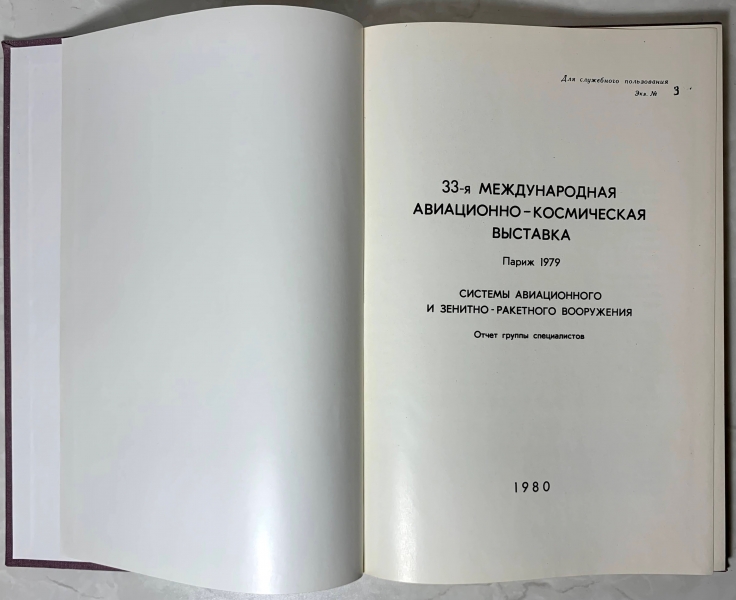 Для служебного пользования
Экз. № 3
33-я МЕЖДУНАРОДНАЯ
АВИАЦИОННО-КОСМИЧЕСКАЯ
ВЫСТАВКА
Париж 1979
СИСТЕМЫ АВИАЦИОННОГО
И ЗЕНИТНО-РАКЕТНОГО ВООРУЖЕНИЯ
Отчет группы специалистов
1980